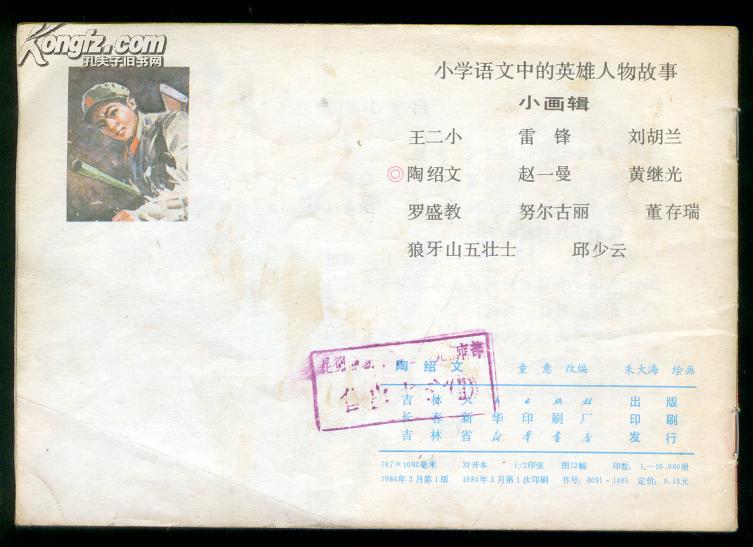 Kongfz.com
孔夫子旧书网
小学语文中的英雄人物故事
小画辑
王二小 雷锋 刘胡兰
◎陶绍文 赵一曼 黄继光
罗盛教 努尔古丽 董存瑞
狼牙山五壮士 邱少云
陶绍文 童意 改编 朱大海 绘画
吉林人民出版社 出版
长春新华印刷厂 印刷
吉林省新华书店 发行
787×1092毫米 32开本 1/2印张 图12幅 印数：1—16,960册
1984年3月第1版 1984年3月第1次印刷 书号：8091·1485 定价：0.13元